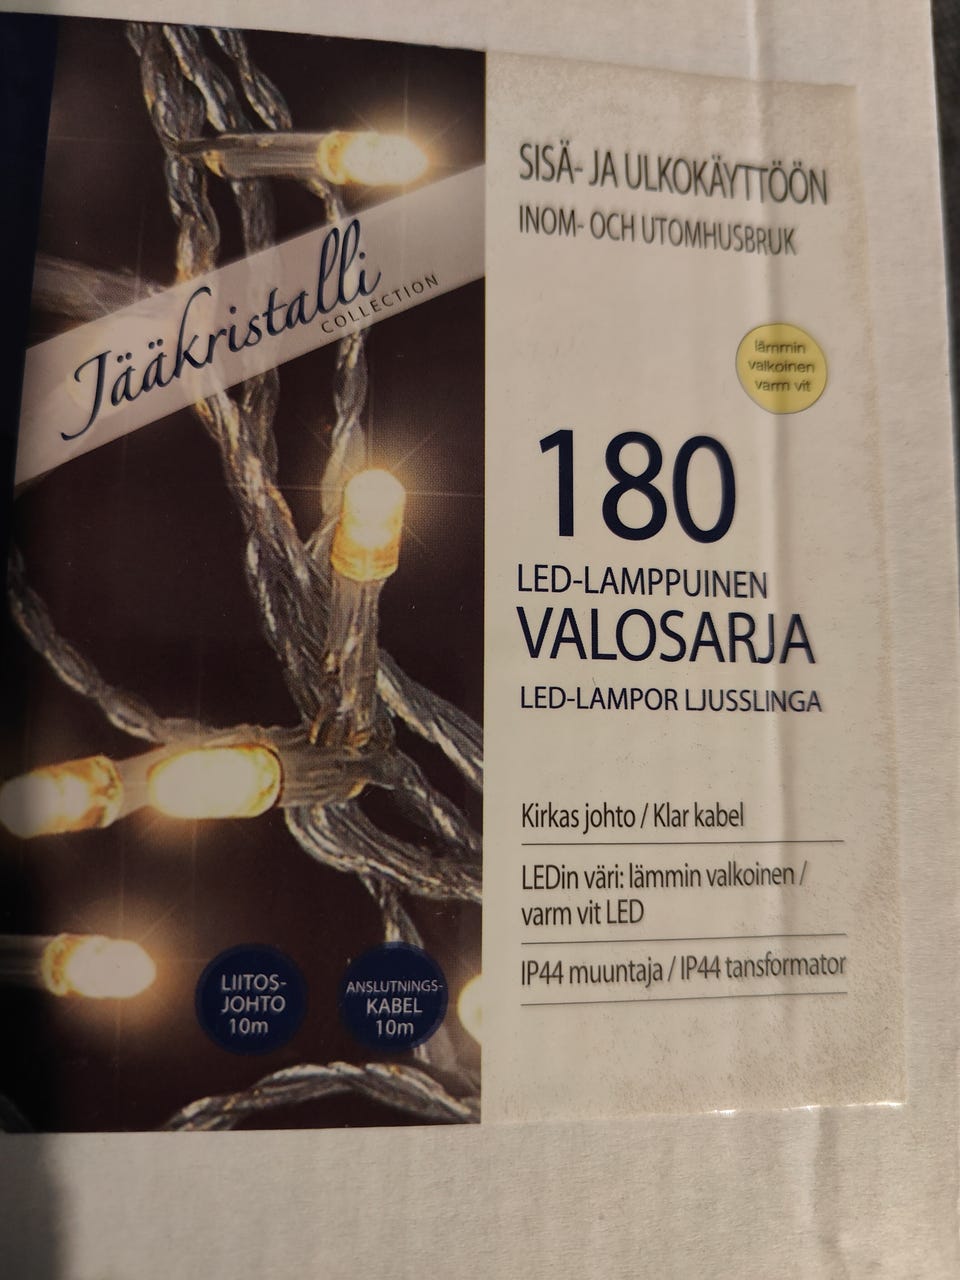 Jääkristalli
COLLECTION
SISÄ- JA ULKOKÄYTTÖÖN
INOM- OCH UTOMHUSBRUK
lämmin
valkoinen
varm vit
180
LED-LAMPPUINEN
VALOSARJA
LED-LAMPOR LJUSSLINGA
Kirkas johto / Klar kabel
LEDin väri: lämmin valkoinen /
varm vit LED
IP44 muuntaja / IP44 tansformator
LIITOS-
JOHTO
10m
ANSLUTNINGS-
KABEL
10m